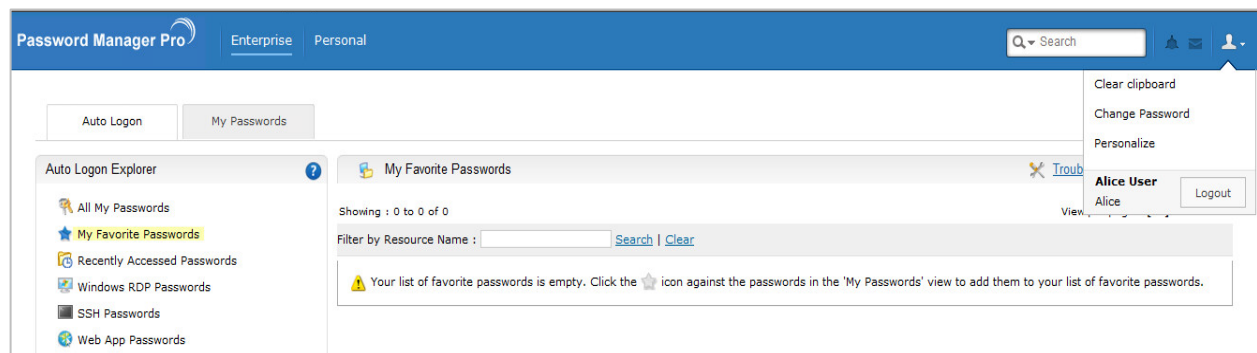 Password Manager Pro Enterprise Personal Search
Clear clipboard
Change Password
Personalize
Alice User
Alice
Logout
Auto Logon My Passwords
Auto Logon Explorer ?
All My Passwords
My Favorite Passwords
Recently Accessed Passwords
Windows RDP Passwords
SSH Passwords
Web App Passwords
My Favorite Passwords
Showing : 0 to 0 of 0
Filter by Resource Name : Search | Clear
Your list of favorite passwords is empty. Click the icon against the passwords in the 'My Passwords' view to add them to your list of favorite passwords.